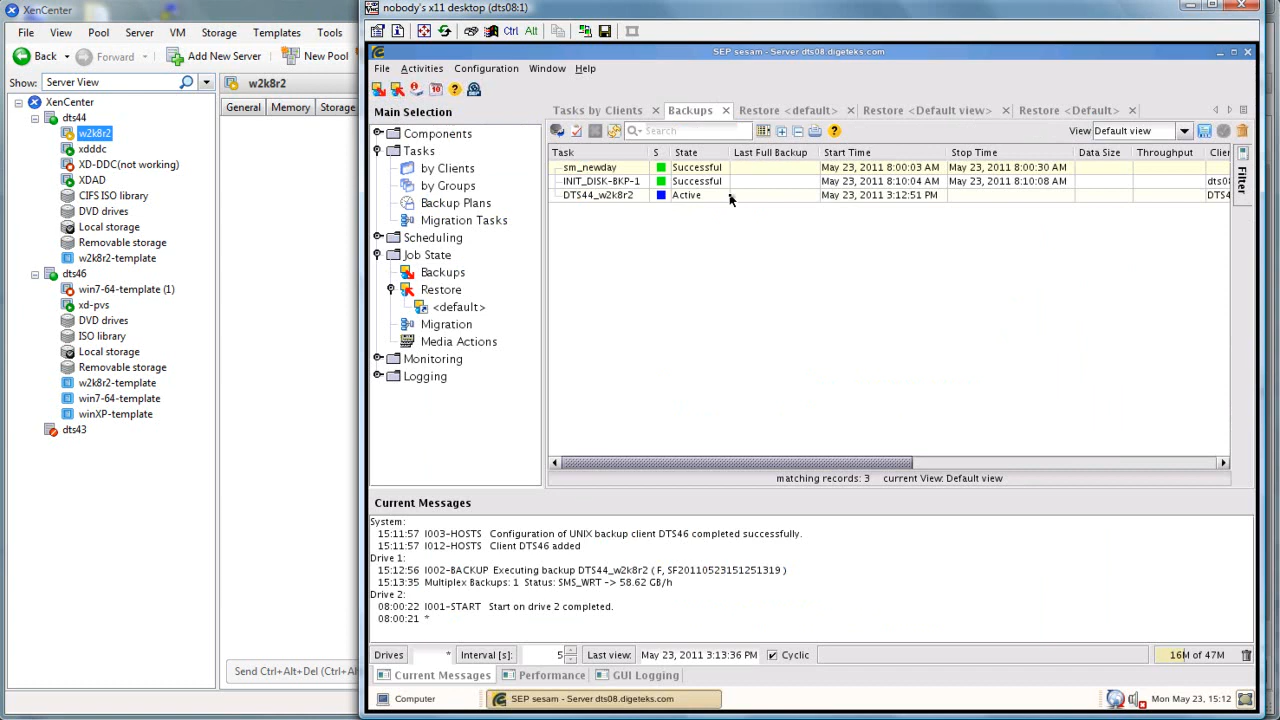 XenCenter
File View Pool Server VM Storage Templates Tools
Back Forward Add New Server New Pool
Show: Server View
XenCenter
dts44
w2k8r2
xdddc
XD-DDC(not working)
XDAD
CIFS ISO library
DVD drives
Local storage
Removable storage
w2k8r2-template
dts46
win7-64-template (1)
xd-pvs
DVD drives
ISO library
Local storage
Removable storage
w2k8r2-template
win7-64-template
winXP-template
dts43
w2k8r2
General Memory Storage
Send Ctrl+Alt+Del (Ctrl+Al
nobody's x11 desktop (dts08:1)
Ctrl Alt
SEP sesam - Server dts08.digeteks.com
File Activities Configuration Window Help
Main Selection
Components
Tasks
by Clients
by Groups
Backup Plans
Migration Tasks
Scheduling
Job State
Backups
Restore
<default>
Migration
Media Actions
Monitoring
Logging
Tasks by Clients Backups Restore <default> Restore <Default view> Restore <Default>
Search View Default view
Task S State Last Full Backup Start Time Stop Time Data Size Throughput Clie
sm_newday Successful May 23, 2011 8:00:03 AM May 23, 2011 8:00:30 AM
INIT_DISK-BKP-1 Successful May 23, 2011 8:10:04 AM May 23, 2011 8:10:08 AM dts0
DTS44_w2k8r2 Active May 23, 2011 3:12:51 PM DTS4
Filter
matching records: 3 current View: Default view
Current Messages
System:
15:11:57 I003-HOSTS Configuration of UNIX backup client DTS46 completed successfully.
15:11:57 I012-HOSTS Client DTS46 added
Drive 1:
15:12:56 I002-BACKUP Executing backup DTS44_w2k8r2 ( F, SF20110523151251319 )
15:13:35 Multiplex Backups: 1 Status: SMS_WRT -> 58.62 GB/h
Drive 2:
08:00:22 I001-START Start on drive 2 completed.
08:00:21 *
Drives * Interval [s]: 5 Last view: May 23, 2011 3:13:36 PM Cyclic 16M of 47M
Current Messages Performance GUI Logging
Computer SEP sesam - Server dts08.digeteks.com Mon May 23, 15:12